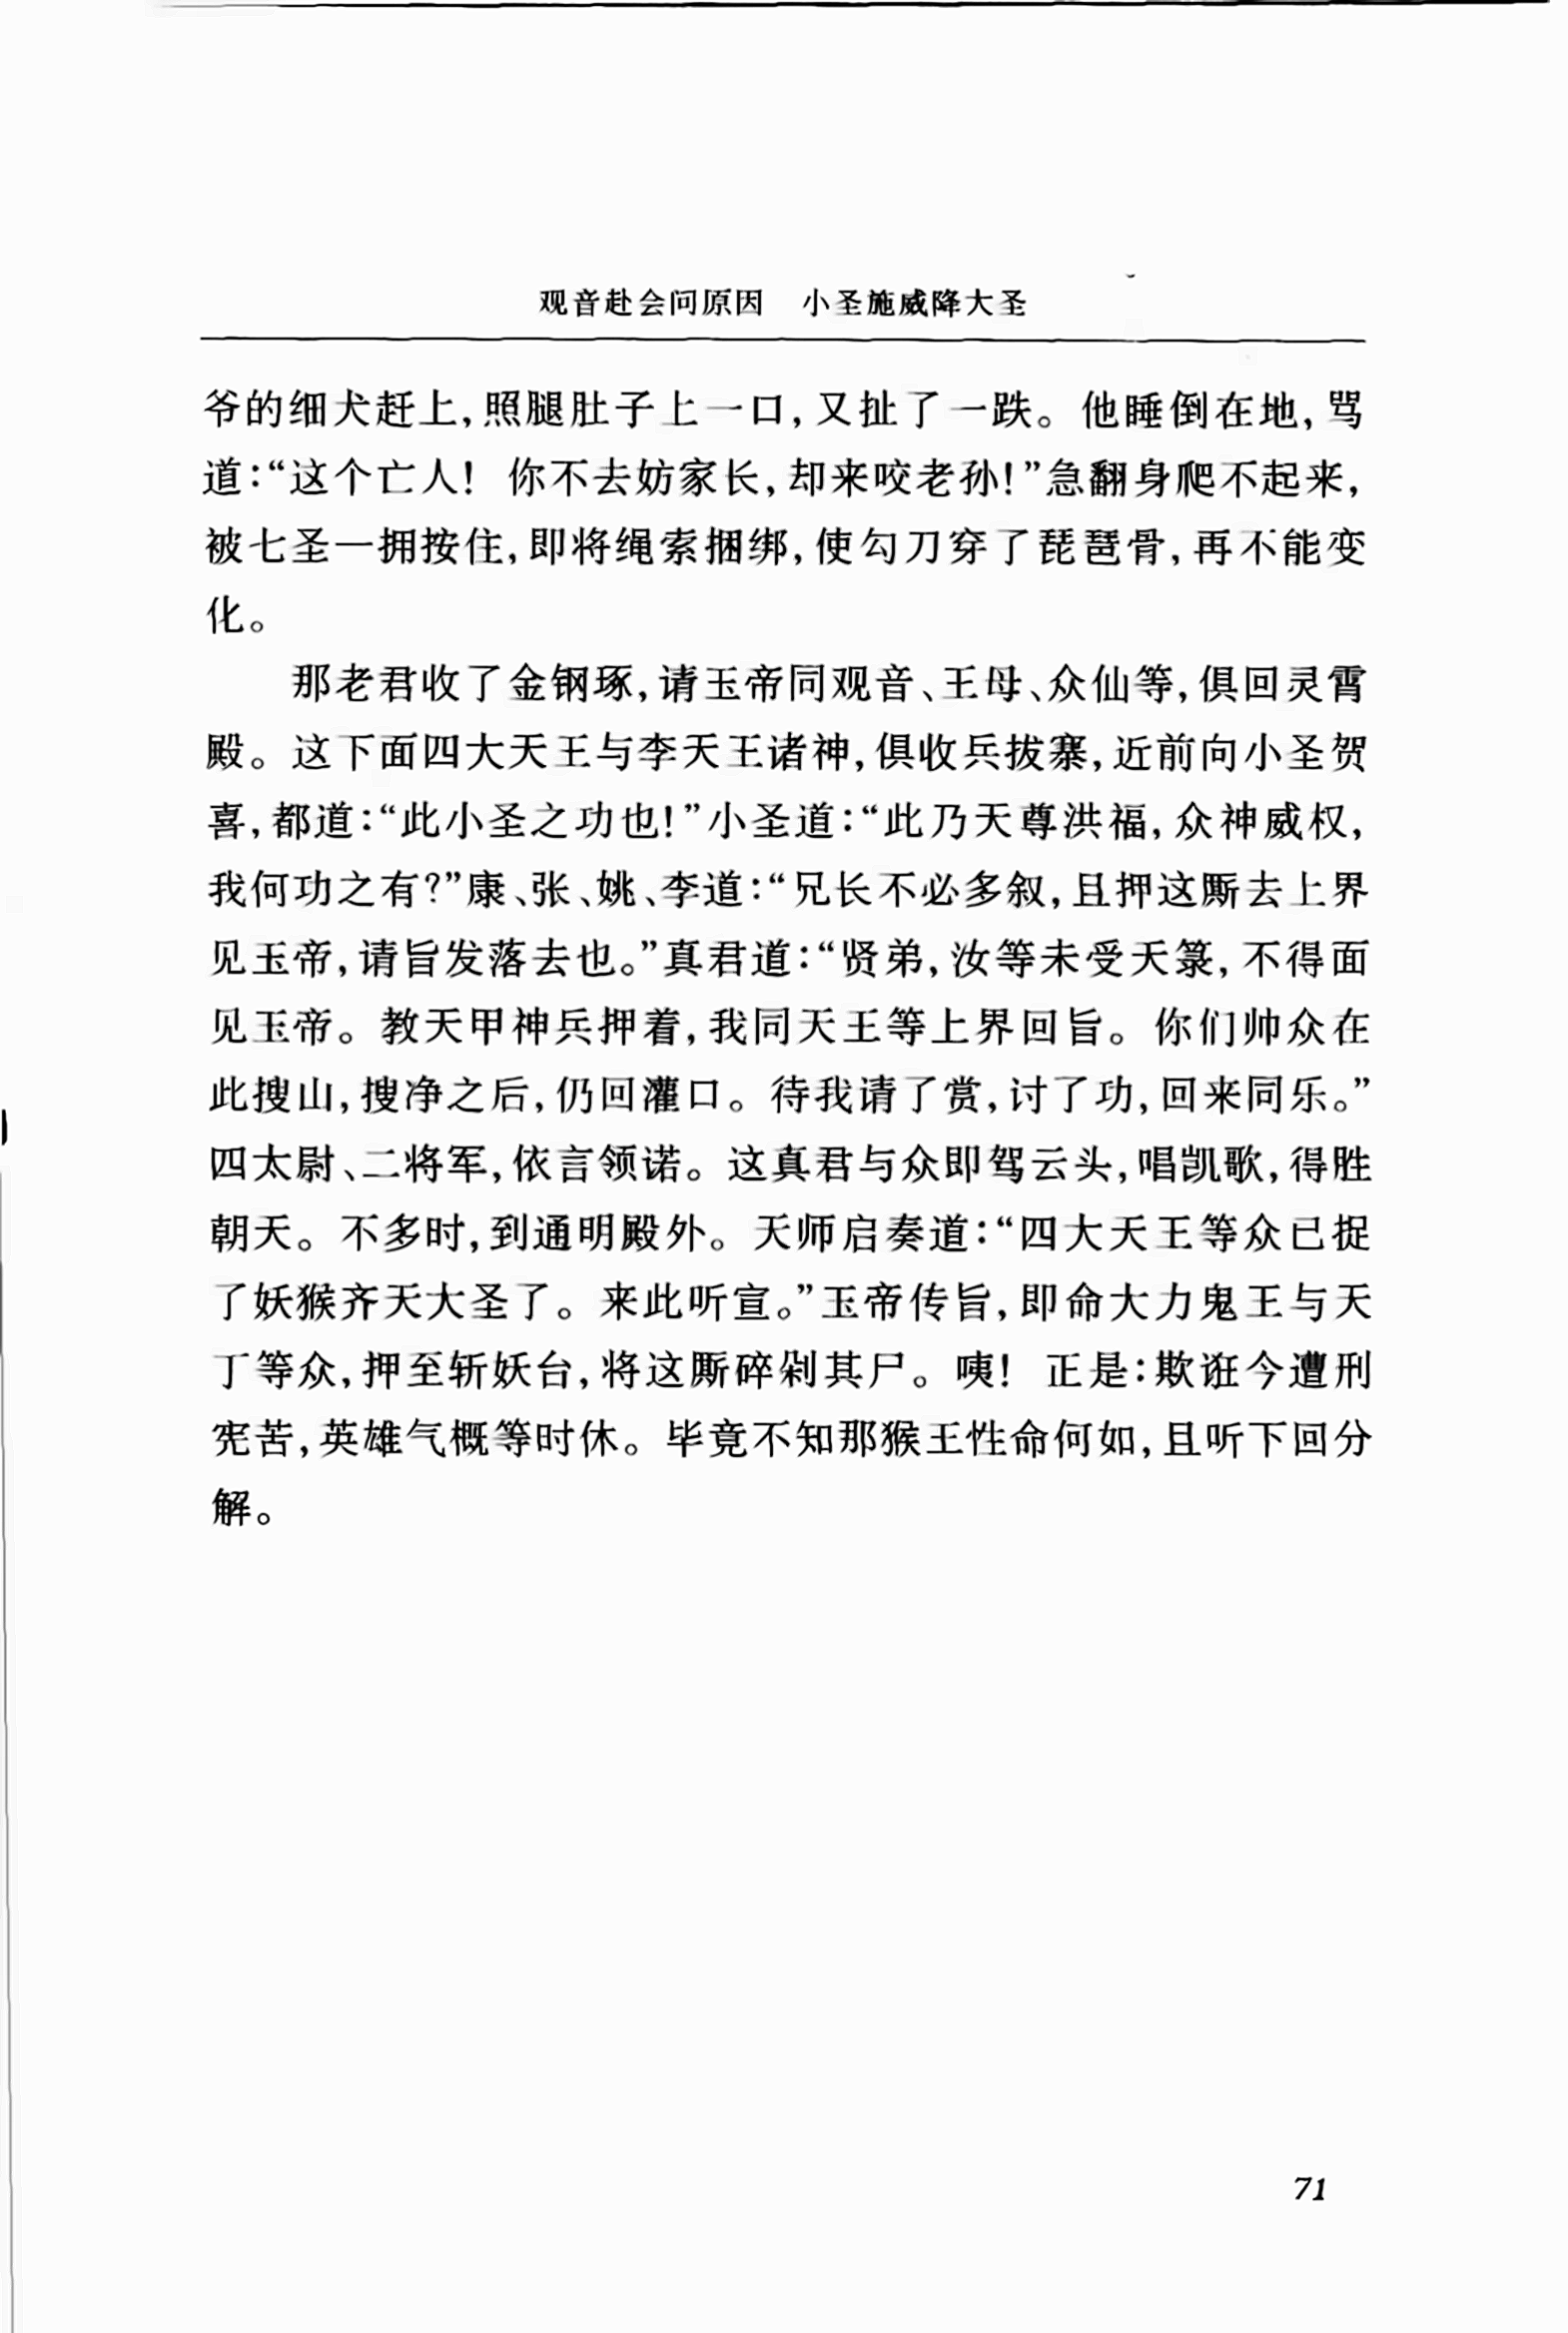 观音赴会问原因　小圣施威降大圣
爷的细犬赶上,照腿肚子上一口,又扯了一跌。他睡倒在地,骂
道:“这个亡人! 你不去妨家长,却来咬老孙!”急翻身爬不起来,
被七圣一拥按住,即将绳索捆绑,使勾刀穿了琵琶骨,再不能变
化。
那老君收了金钢琢,请玉帝同观音、王母、众仙等,俱回灵霄
殿。这下面四大天王与李天王诸神,俱收兵拔寨,近前向小圣贺
喜,都道:“此小圣之功也!”小圣道:“此乃天尊洪福,众神威权,
我何功之有?”康、张、姚、李道:“兄长不必多叙,且押这厮去上界
见玉帝,请旨发落去也。”真君道:“贤弟,汝等未受天箓,不得面
见玉帝。教天甲神兵押着,我同天王等上界回旨。你们帅众在
此搜山,搜净之后,仍回灌口。待我请了赏,讨了功,回来同乐。”
四太尉、二将军,依言领诺。这真君与众即驾云头,唱凯歌,得胜
朝天。不多时,到通明殿外。天师启奏道:“四大天王等众已捉
了妖猴齐天大圣了。来此听宣。”玉帝传旨,即命大力鬼王与天
丁等众,押至斩妖台,将这厮碎剁其尸。咦! 正是:欺诳今遭刑
宪苦,英雄气概等时休。毕竟不知那猴王性命何如,且听下回分
解。
71